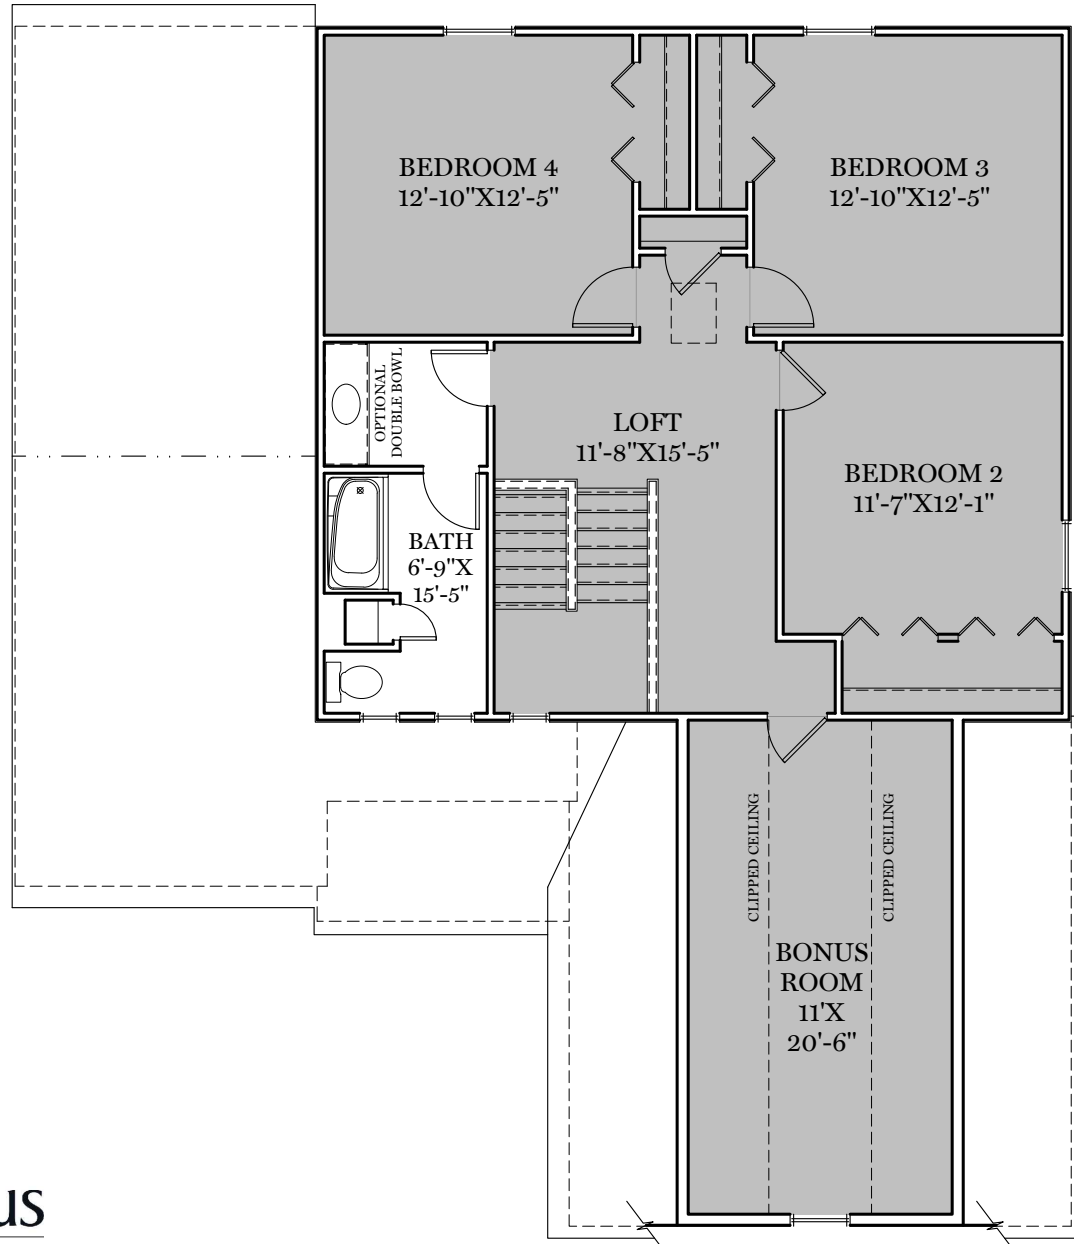 BEDROOM 4
12'-10"X12'-5"
BEDROOM 3
12'-10"X12'-5"
OPTIONAL
DOUBLE BOWL
LOFT
11'-8"X15'-5"
BEDROOM 2
11'-7"X12'-1"
BATH
6'-9"X
15'-5"
CLIPPED CEILING
CLIPPED CEILING
BONUS
ROOM
11'X
20'-6"